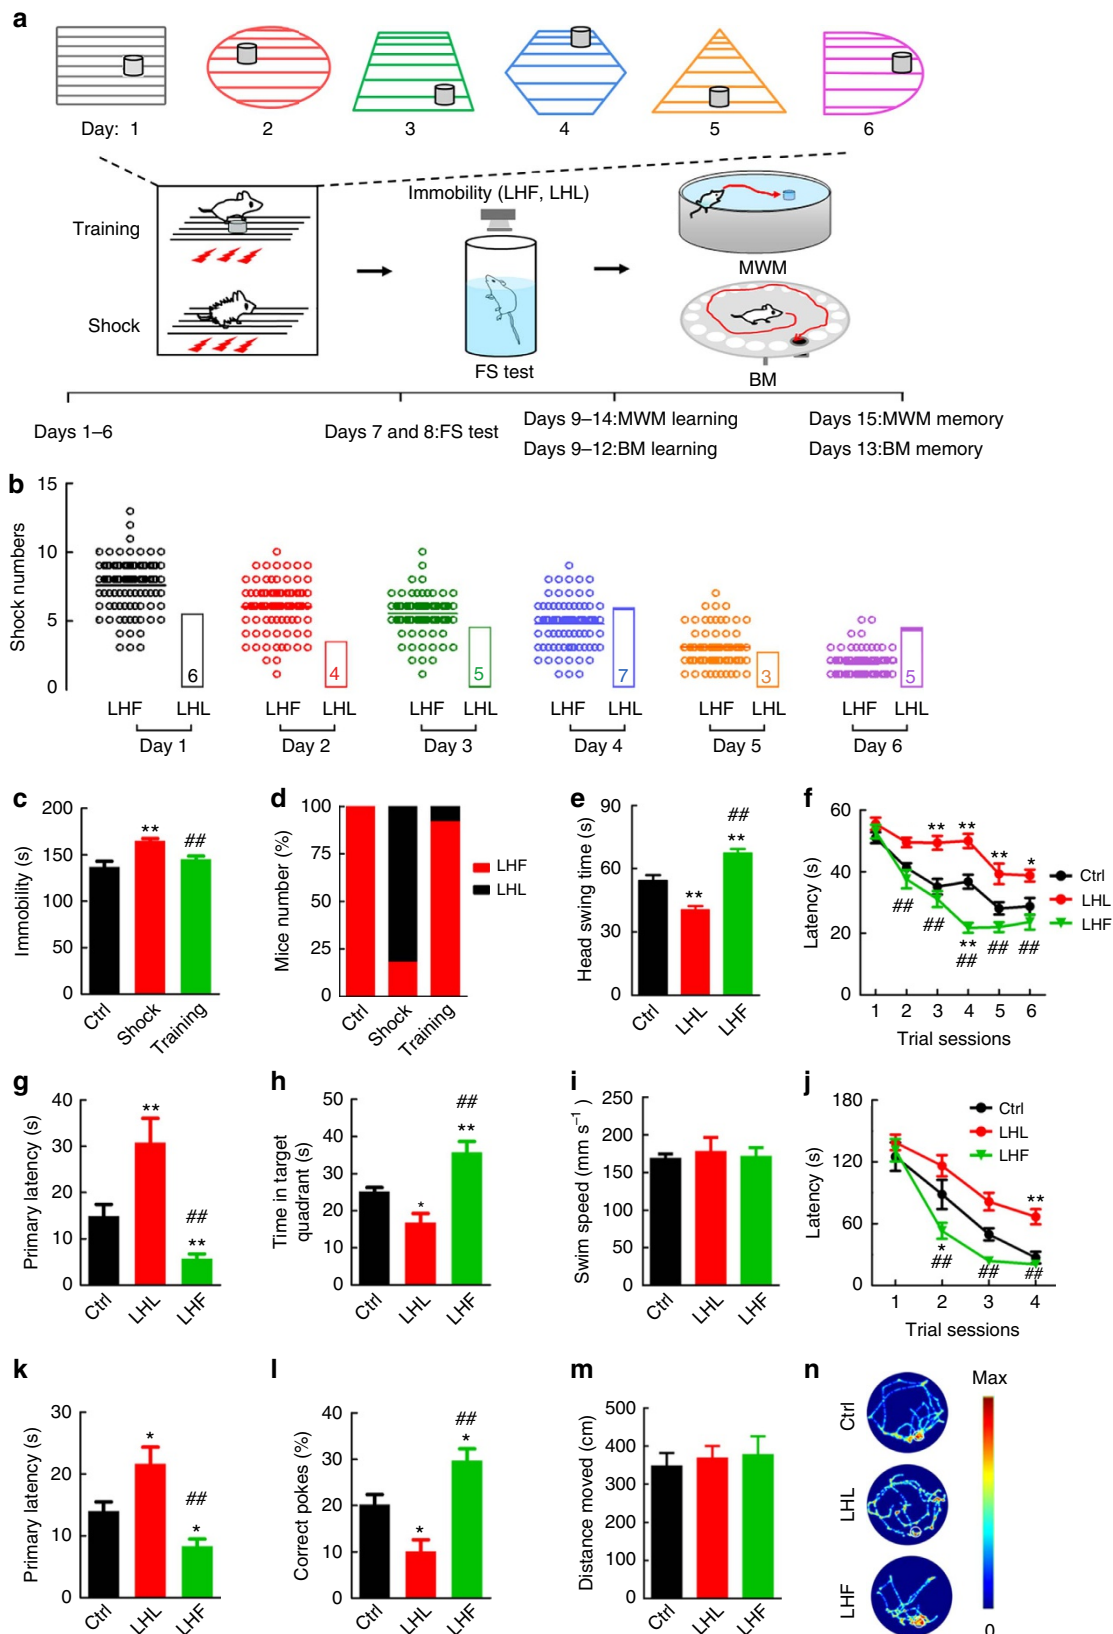 a
Day: 1 2 3 4 5 6
Immobility (LHF, LHL)
Training
MWM
Shock
FS test
BM
Days 1–6
Days 7 and 8:FS test
Days 9–14:MWM learning
Days 15:MWM memory
Days 9–12:BM learning
Days 13:BM memory
b
Shock numbers
15
10
5
0
6 4 5 7 3 5
LHF LHL LHF LHL LHF LHL LHF LHL LHF LHL LHF LHL
Day 1 Day 2 Day 3 Day 4 Day 5 Day 6
c
Immobility (s)
200
150
100
50
0
** ##
Ctrl Shock Training
d
Mice number (%)
100
75
50
25
0
LHF
LHL
Ctrl Shock Training
e
Head swing time (s)
90
60
30
0
##
** **
Ctrl LHL LHF
f
Latency (s)
60
40
20
0
** ** ** *
## ## ** ## ## ##
Ctrl
LHL
LHF
1 2 3 4 5 6
Trial sessions
g
Primary latency (s)
40
30
20
10
0
**
##
**
Ctrl LHL LHF
h
Time in target
quadrant (s)
50
40
30
20
10
0
##
* **
Ctrl LHL LHF
i
Swim speed (mm s⁻¹ )
250
200
150
100
50
0
Ctrl LHL LHF
j
Latency (s)
180
120
60
0
Ctrl
LHL
LHF
**
*
## ## ##
1 2 3 4
Trial sessions
k
Primary latency (s)
30
20
10
0
*
##
*
Ctrl LHL LHF
l
Correct pokes (%)
40
30
20
10
0
##
* *
Ctrl LHL LHF
m
Distance moved (cm)
500
400
300
200
100
0
Ctrl LHL LHF
n
Max
Ctrl
LHL
LHF
0